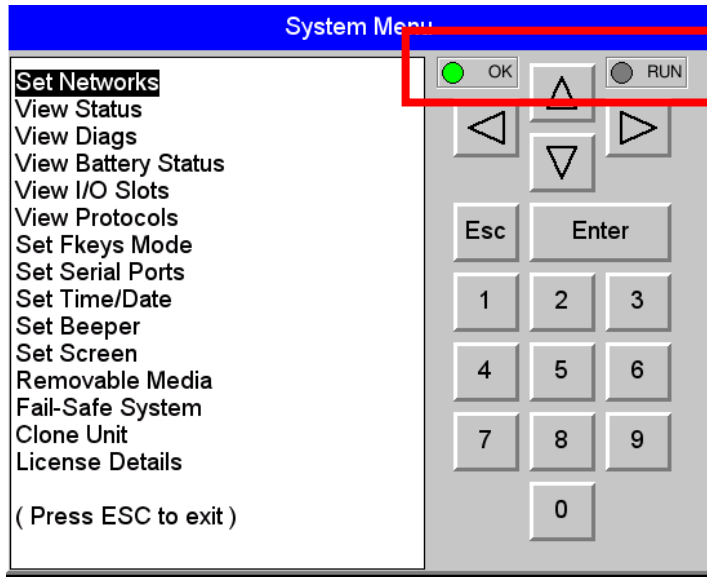 System Menu
Set Networks
View Status
View Diags
View Battery Status
View I/O Slots
View Protocols
Set Fkeys Mode
Set Serial Ports
Set Time/Date
Set Beeper
Set Screen
Removable Media
Fail-Safe System
Clone Unit
License Details
( Press ESC to exit )
OK RUN
Esc Enter
1 2 3
4 5 6
7 8 9
0